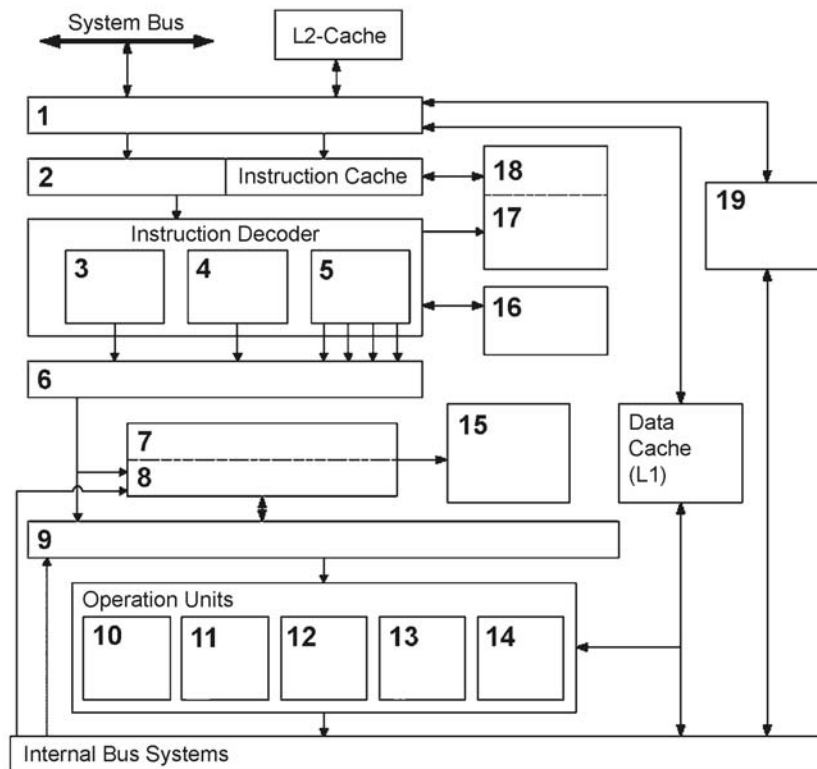 System Bus
L2-Cache
1
2
Instruction Cache
18
17
19
Instruction Decoder
3
4
5
16
6
7
8
15
Data
Cache
(L1)
9
Operation Units
10
11
12
13
14
Internal Bus Systems